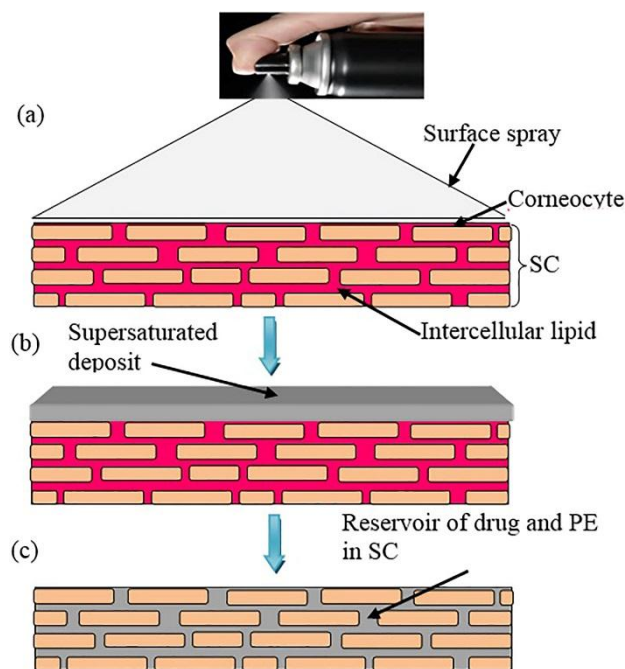 (a)
Surface spray
Corneocyte
SC
Intercellular lipid
(b)
Supersaturated
deposit
Reservoir of drug and PE
in SC
(c)